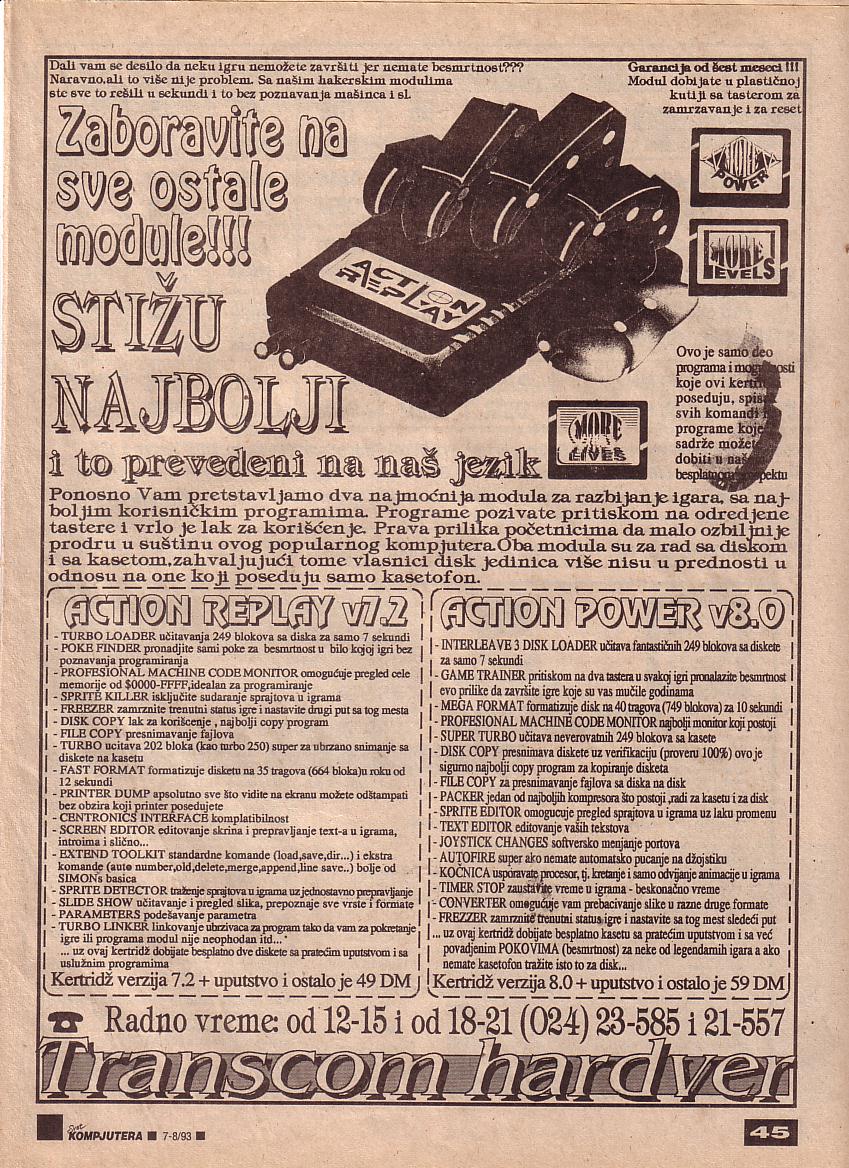 Dali vam se desilo da neku igru nemožete završiti jer nemate besmrtnost???
Naravno,ali to više nije problem. Sa našim hakerskim modulima
ste sve to rešili u sekundi i to bez poznavanja mašinca i sl.
Garancija od šest meseci !!!
Modul dobijate u plastičnoj
kutiji sa tasterom za
zamrzavanje i za reset
Zaboravite na
sve ostale
module!!!
STIŽU
NAJBOLJI
i to prevedeni na naš jezik
ACTION
REPLAY
MORE
POWER
MORE
LEVELS
MORE
LIVES
Ovo je samo deo
programa i mogućnosti
koje ovi kertridži
poseduju, spisak
svih komandi i
programe koje
sadrže možete
dobiti u našem
besplatnom prospektu
Ponosno Vam pretstavljamo dva najmoćnija modula za razbijanje igara, sa naj-
boljim korisničkim programima. Programe pozivate pritiskom na odredjene
tastere i vrlo je lak za korišćenje. Prava prilika početnicima da malo ozbiljnije
prodru u suštinu ovog popularnog kompjutera.Oba modula su za rad sa diskom
i sa kasetom,zahvaljujući tome vlasnici disk jedinica više nisu u prednosti u
odnosu na one koji poseduju samo kasetofon.
ACTION REPLAY v7.2
- TURBO LOADER učitavanja 249 blokova sa diska za samo 7 sekundi
- POKE FINDER pronadjite sami poke za besmrtnost u bilo kojoj igri bez
poznavanja programiranja
- PROFESIONAL MACHINE CODE MONITOR omogućuje pregled cele
memorije od $0000-FFFF,idealan za programiranje
- SPRITE KILLER isključite sudaranje sprajtova u igrama
- FREEZER zamrznite trenutni status igre i nastavite drugi put sa tog mesta
- DISK COPY lak za korišcenje , najbolji copy program
- FILE COPY presnimavanje fajlova
- TURBO ucitava 202 bloka (kao turbo 250) super za ubrzano snimanje sa
diskete na kasetu
- FAST FORMAT formatizuje disketu na 35 tragova (664 bloka)u roku od
12 sekundi
- PRINTER DUMP apsolutno sve što vidite na ekranu možete odštampati
bez obzira koji printer posedujete
- CENTRONICS INTERFACE komplatibilnost
- SCREEN EDITOR editovanje skrina i prepravljanje text-a u igrama,
introima i slično...
- EXTEND TOOLKIT standardne komande (load,save,dir...) i ekstra
komande (auto number,old,delete,merge,append,line save..) bolje od
SIMONs basica
- SPRITE DETECTOR traženje sprajtova u igrama uz jednostavno prepravljanje
- SLIDE SHOW učitavanje i pregled slika, prepoznaje sve vrste i formate
- PARAMETERS podešavanje parametra
- TURBO LINKER linkovanje ubrzivaca za program tako da vam za pokretanje
igre ili programa modul nije neophodan itd...
... uz ovaj kertridž dobijate besplatno dve diskete sa pratećim uputstvom i sa
uslužnim programima
Kertridž verzija 7.2 + uputstvo i ostalo je 49 DM
ACTION POWER v8.0
- INTERLEAVE 3 DISK LOADER učitava fantastičnih 249 blokova sa diskete
za samo 7 sekundi
- GAME TRAINER pritiskom na dva tastera u svakoj igri pronalazite besmrtnost
evo prilike da završite igre koje su vas mučile godinama
- MEGA FORMAT formatizuje disk na 40 tragova (749 blokova) za 10 sekundi
- PROFESIONAL MACHINE CODE MONITOR najbolji monitor koji postoji
- SUPER TURBO učitava neverovatnih 249 blokova sa kasete
- DISK COPY presnimava diskete uz verifikaciju (proveru 100%) ovo je
sigurno najbolji copy program za kopiranje disketa
- FILE COPY za presnimavanje fajlova sa diska na disk
- PACKER jedan od najboljih kompresora što postoji ,radi za kasetu i za disk
- SPRITE EDITOR omogucuje pregled sprajtova u igrama uz laku promenu
- TEXT EDITOR editovanje vaših tekstova
- JOYSTICK CHANGES softversko menjanje portova
- AUTOFIRE super ako nemate automatsko pucanje na džojstiku
- KOČNICA usporavate procesor, tj. kretanje i samo odvijanje animacije u igrama
- TIMER STOP zaustavite vreme u igrama - beskonačno vreme
- CONVERTER omogućuje vam prebacivanje slike u razne druge formate
- FREZZER zamrznite trenutni status igre i nastavite sa tog mest sledeći put
... uz ovaj kertridž dobijate besplatno kasetu sa pratećim uputstvom i sa već
povadjenim POKOVIMA (besmrtnost) za neke od legendarnih igara a ako
nemate kasetofon tražite isto to za disk...
Kertridž verzija 8.0 + uputstvo i ostalo je 59 DM
Radno vreme: od 12-15 i od 18-21 (024) 23-585 i 21-557
Transcom hardver
Svet
KOMPJUTERA 7-8/93
45